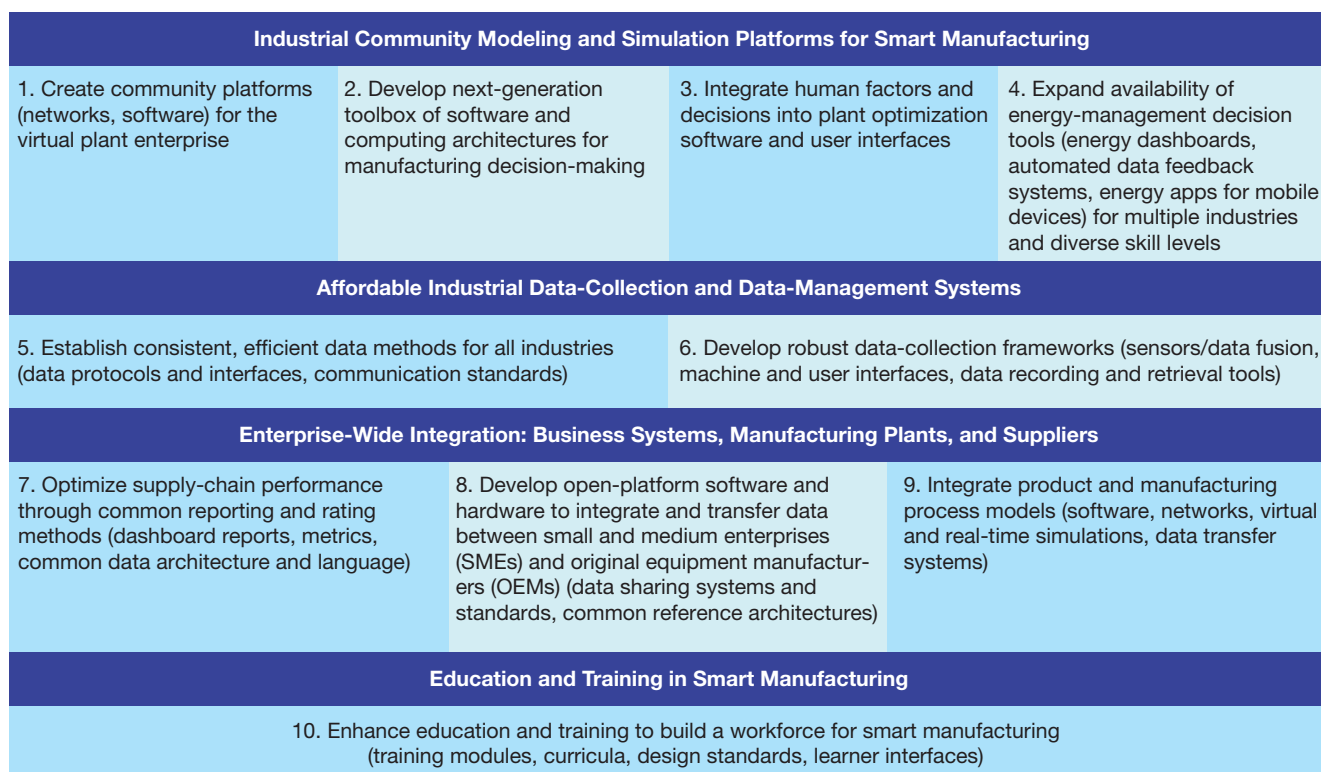 Industrial Community Modeling and Simulation Platforms for Smart Manufacturing
1. Create community platforms
(networks, software) for the
virtual plant enterprise
2. Develop next-generation
toolbox of software and
computing architectures for
manufacturing decision-making
3. Integrate human factors and
decisions into plant optimization
software and user interfaces
4. Expand availability of
energy-management decision
tools (energy dashboards,
automated data feedback
systems, energy apps for mobile
devices) for multiple industries
and diverse skill levels
Affordable Industrial Data-Collection and Data-Management Systems
5. Establish consistent, efficient data methods for all industries
(data protocols and interfaces, communication standards)
6. Develop robust data-collection frameworks (sensors/data fusion,
machine and user interfaces, data recording and retrieval tools)
Enterprise-Wide Integration: Business Systems, Manufacturing Plants, and Suppliers
7. Optimize supply-chain performance
through common reporting and rating
methods (dashboard reports, metrics,
common data architecture and language)
8. Develop open-platform software and
hardware to integrate and transfer data
between small and medium enterprises
(SMEs) and original equipment manufactur-
ers (OEMs) (data sharing systems and
standards, common reference architectures)
9. Integrate product and manufacturing
process models (software, networks, virtual
and real-time simulations, data transfer
systems)
Education and Training in Smart Manufacturing
10. Enhance education and training to build a workforce for smart manufacturing
(training modules, curricula, design standards, learner interfaces)